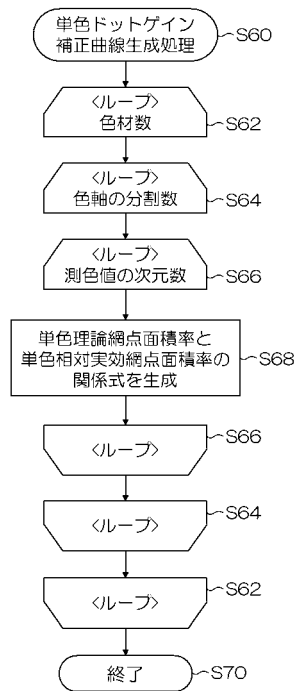 単色ドットゲイン
補正曲線生成処理
S60
<ループ>
色材数
S62
<ループ>
色軸の分割数
S64
<ループ>
測色値の次元数
S66
単色理論網点面積率と
単色相対実効網点面積率の
関係式を生成
S68
<ループ>
S66
<ループ>
S64
<ループ>
S62
終了
S70